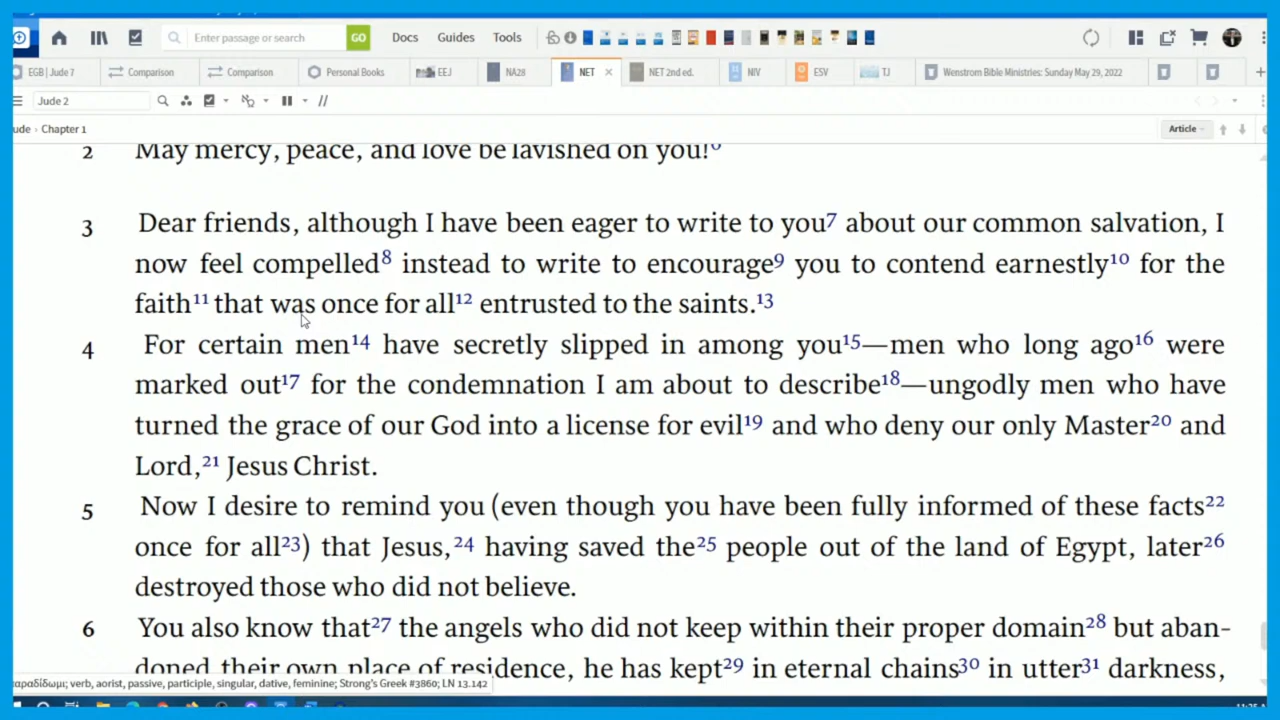 Enter passage or search GO Docs Guides Tools
EGB | Jude 7 Comparison Comparison Personal Books EEJ NA28 NET × NET 2nd ed. NIV ESV TJ Wenstrom Bible Ministries: Sunday May 29, 2022 +
Jude 2
ude › Chapter 1 Article
2 May mercy, peace, and love be lavished on you!⁶
3 Dear friends, although I have been eager to write to you⁷ about our common salvation, I
now feel compelled⁸ instead to write to encourage⁹ you to contend earnestly¹⁰ for the
faith¹¹ that was once for all¹² entrusted to the saints.¹³
4 For certain men¹⁴ have secretly slipped in among you¹⁵—men who long ago¹⁶ were
marked out¹⁷ for the condemnation I am about to describe¹⁸—ungodly men who have
turned the grace of our God into a license for evil¹⁹ and who deny our only Master²⁰ and
Lord,²¹ Jesus Christ.
5 Now I desire to remind you (even though you have been fully informed of these facts²²
once for all²³) that Jesus,²⁴ having saved the²⁵ people out of the land of Egypt, later²⁶
destroyed those who did not believe.
6 You also know that²⁷ the angels who did not keep within their proper domain²⁸ but aban-
doned their own place of residence, he has kept²⁹ in eternal chains³⁰ in utter³¹ darkness,
αραδίδωμι; verb, aorist, passive, participle, singular, dative, feminine; Strong's Greek #3860; LN 13.142